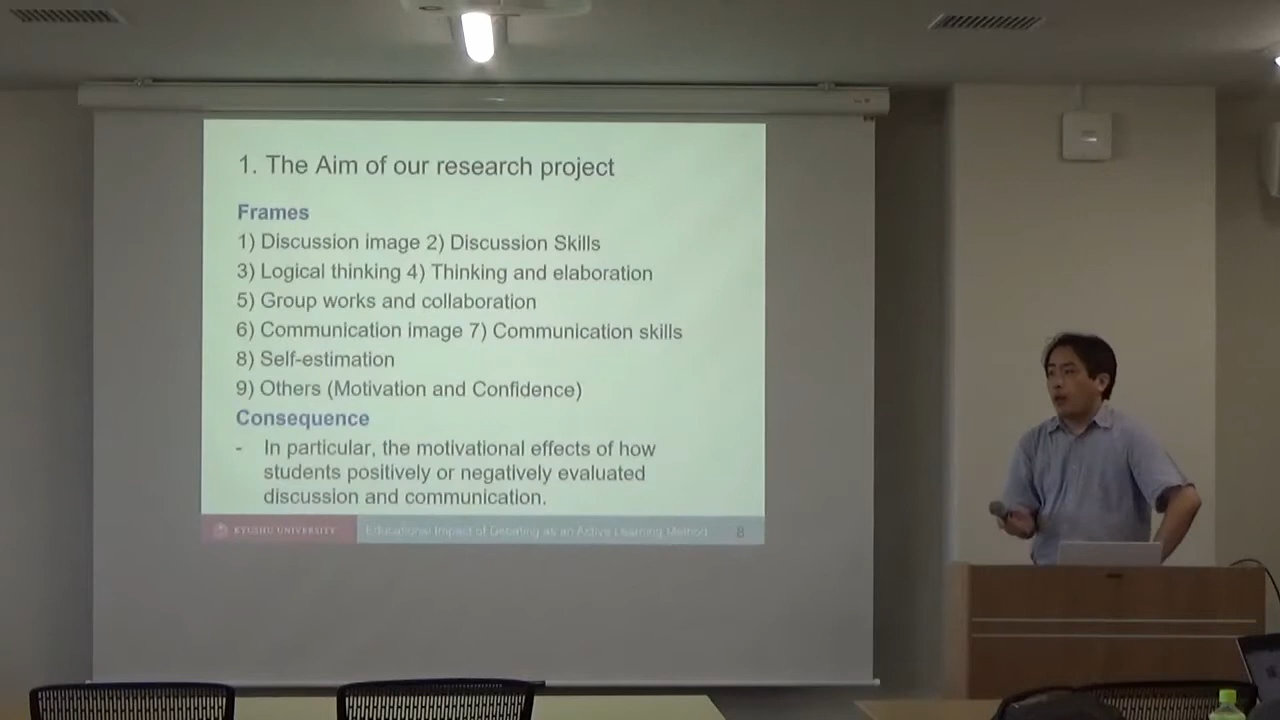 1. The Aim of our research project
Frames
1) Discussion image 2) Discussion Skills
3) Logical thinking 4) Thinking and elaboration
5) Group works and collaboration
6) Communication image 7) Communication skills
8) Self-estimation
9) Others (Motivation and Confidence)
Consequence
- In particular, the motivational effects of how
students positively or negatively evaluated
discussion and communication.
KYUSHU UNIVERSITY
Educational Impact of Debating as an Active Learning Method
8